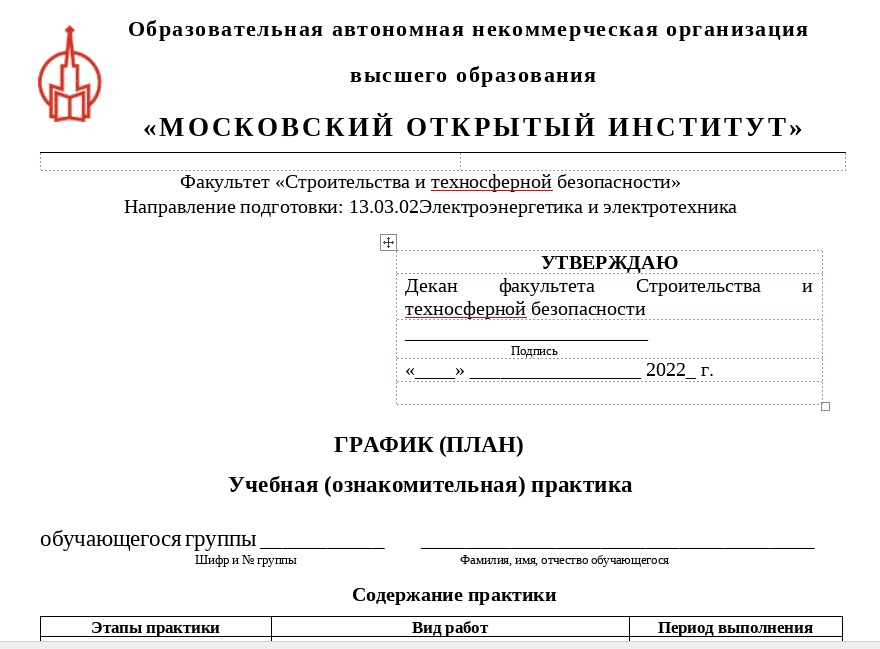 Образовательная автономная некоммерческая организация
высшего образования
«МОСКОВСКИЙ ОТКРЫТЫЙ ИНСТИТУТ»
Факультет «Строительства и техносферной безопасности»
Направление подготовки: 13.03.02Электроэнергетика и электротехника
УТВЕРЖДАЮ
Декан факультета Строительства и
техносферной безопасности
________________________
Подпись
«____» _________________ 2022_ г.
ГРАФИК (ПЛАН)
Учебная (ознакомительная) практика
обучающегося группы ___________ ___________________________________
Шифр и № группы Фамилия, имя, отчество обучающегося
Содержание практики
Этапы практики Вид работ Период выполнения